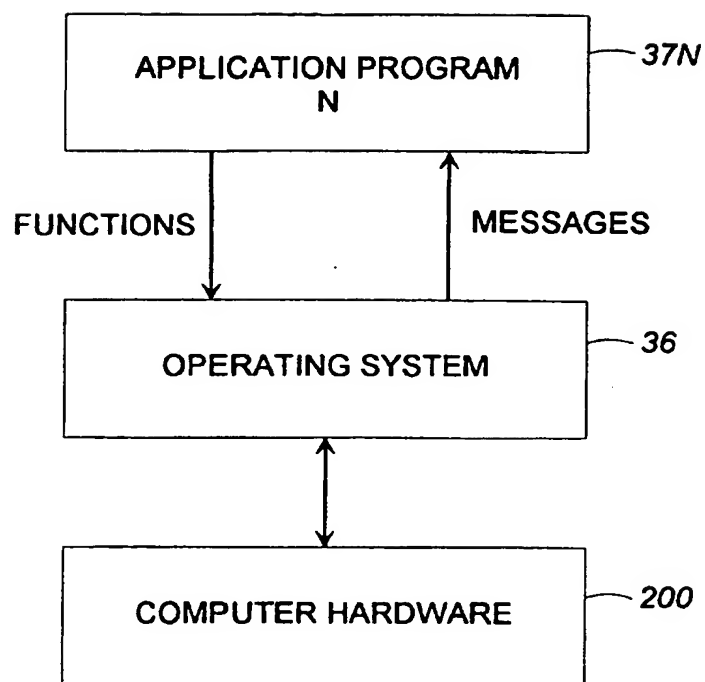 APPLICATION PROGRAM
N
37N
FUNCTIONS
MESSAGES
OPERATING SYSTEM
36
COMPUTER HARDWARE
200